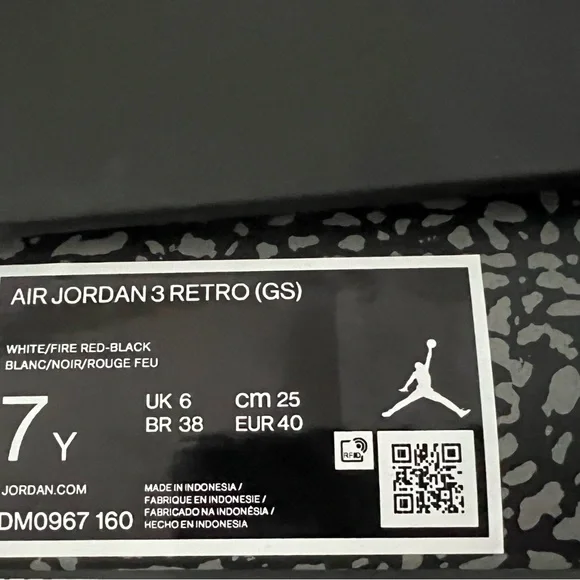 AIR JORDAN 3 RETRO (GS)
WHITE/FIRE RED-BLACK
BLANC/NOIR/ROUGE FEU
7 Y
UK 6 cm 25
BR 38 EUR 40
RFID
JORDAN.COM
DM0967 160
MADE IN INDONESIA /
FABRIQUE EN INDONESIE /
FABRICADO NA INDONÉSIA /
HECHO EN INDONESIA